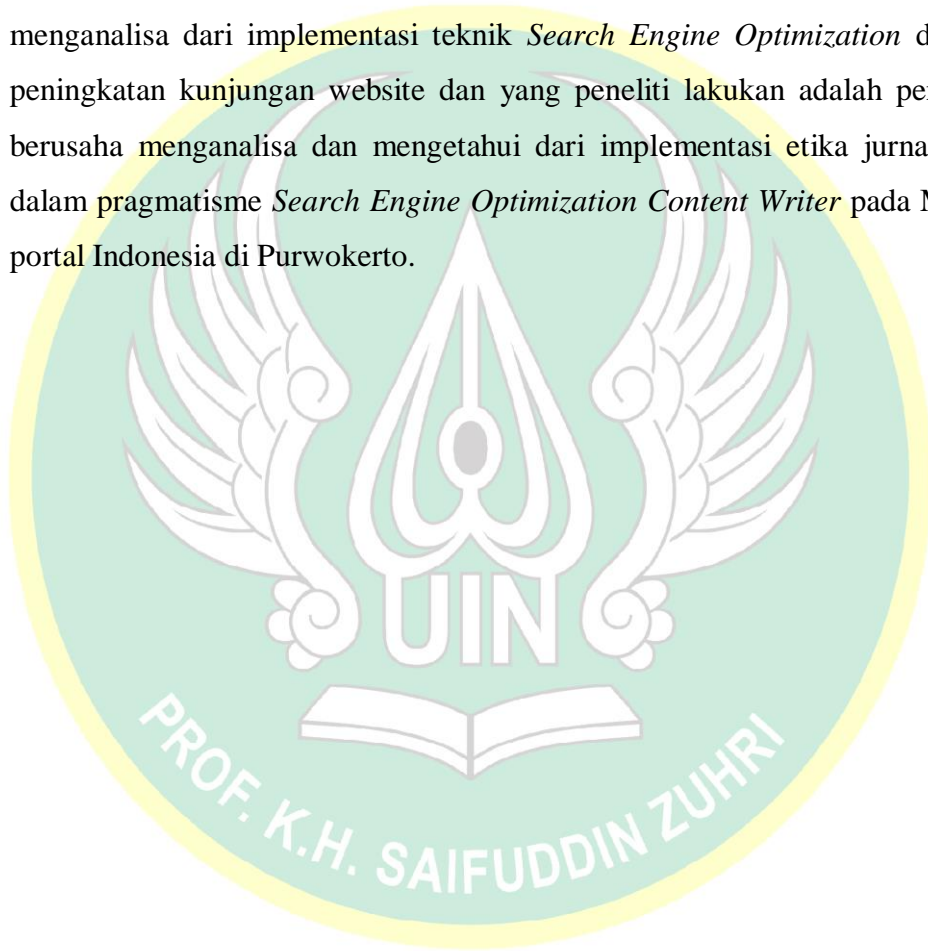 menganalisa dari implementasi teknik Search Engine Optimization d
peningkatan kunjungan website dan yang peneliti lakukan adalah pe
berusaha menganalisa dan mengetahui dari implementasi etika jurna
dalam pragmatisme Search Engine Optimization Content Writer pada
portal Indonesia di Purwokerto.
UIN
PROF. K.H. SAIFUDDIN ZUHRI